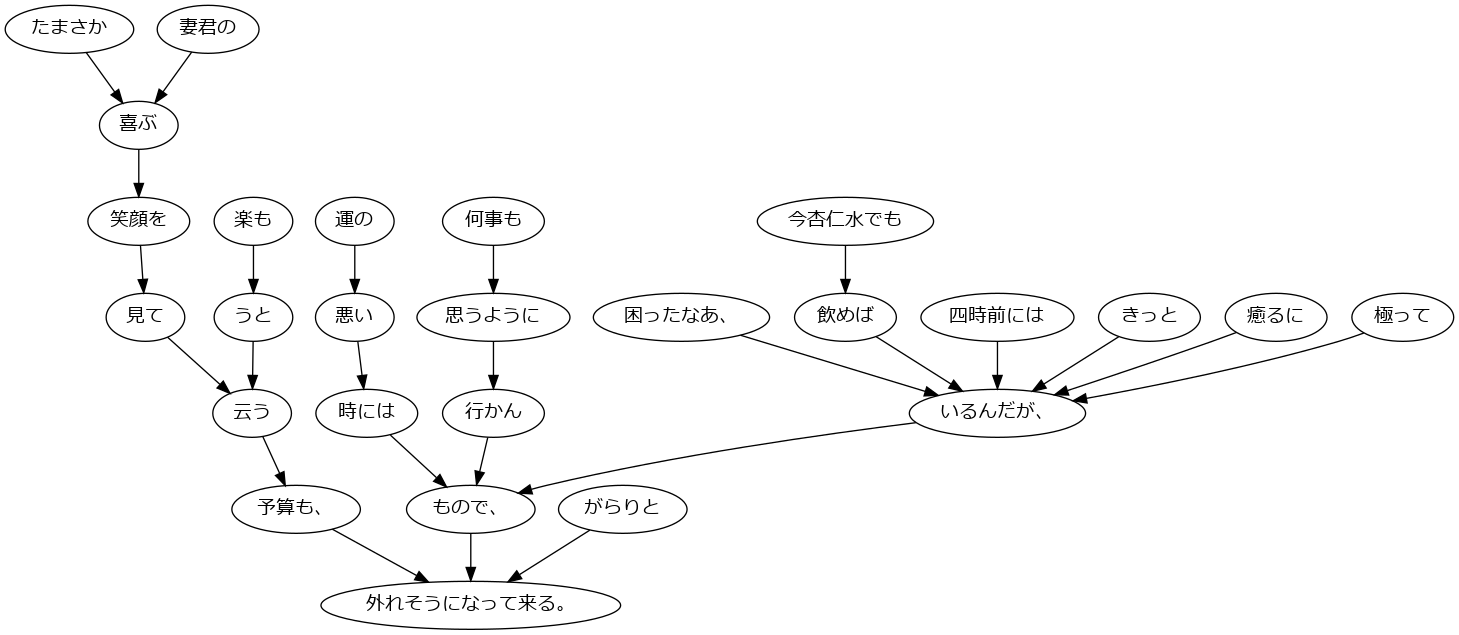 たまさか 妻君の
喜ぶ
笑顔を 楽も 運の 何事も 今杏仁水でも
見て うと 悪い 思うように 困ったなあ、 飲めば 四時前には きっと 癒るに 極って
云う 時には 行かん いるんだが、
予算も、 もので、 がらりと
外れそうになって来る。